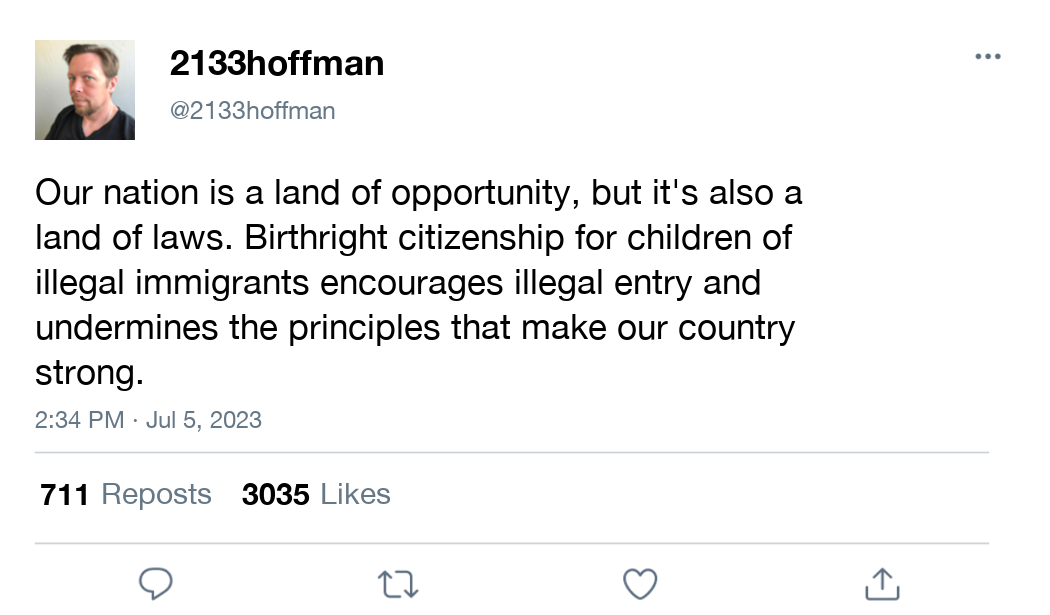 2133hoffman
@2133hoffman
Our nation is a land of opportunity, but it's also a
land of laws. Birthright citizenship for children of
illegal immigrants encourages illegal entry and
undermines the principles that make our country
strong.
2:34 PM · Jul 5, 2023
711 Reposts 3035 Likes